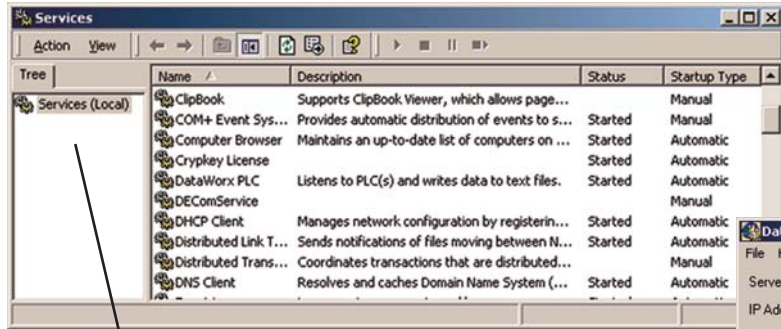 Services
Action View
Tree
Name Description Status Startup Type
Services (Local)
ClipBook Supports ClipBook Viewer, which allows page... Manual
COM+ Event Sys... Provides automatic distribution of events to s... Started Manual
Computer Browser Maintains an up-to-date list of computers on ... Started Automatic
Crypkey License Started Automatic
DataWorx PLC Listens to PLC(s) and writes data to text files. Started Automatic
DEComService Manual
DHCP Client Manages network configuration by registerin... Started Automatic
Distributed Link T... Sends notifications of files moving between N... Started Automatic
Distributed Trans... Coordinates transactions that are distributed... Manual
DNS Client Resolves and caches Domain Name System (... Started Automatic
File